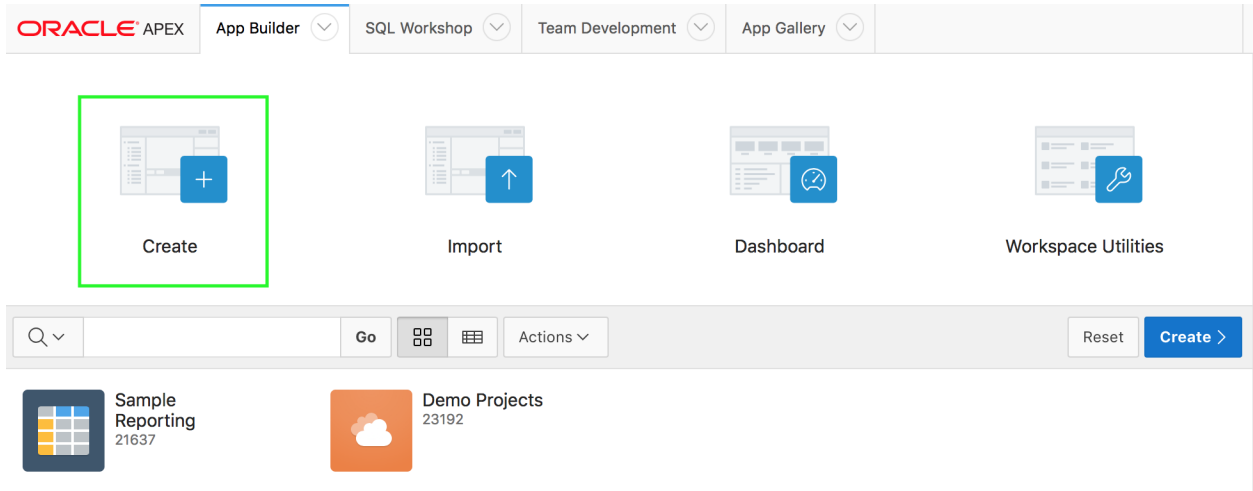 ORACLE APEX App Builder SQL Workshop Team Development App Gallery
Create Import Dashboard Workspace Utilities
Go Actions Reset Create
Sample Demo Projects
Reporting 23192
21637